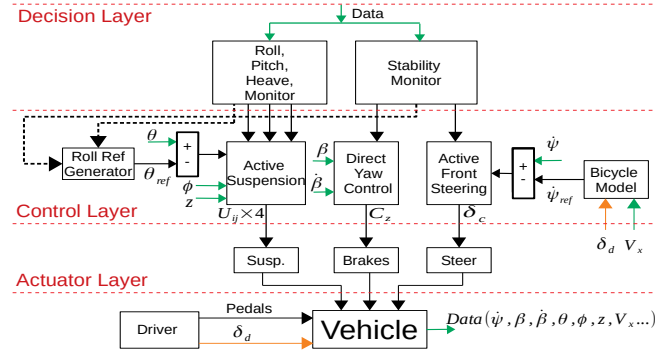 Decision Layer
Data
Roll,
Pitch,
Heave,
Monitor
Stability
Monitor
θ
+
-
Roll Ref
Generator
θref
ϕ
z
Active
Suspension
β
β̇
Direct
Yaw
Control
Active
Front
Steering
+
-
ψ̇
ψ̇ref
Bicycle
Model
Control Layer
Uij×4
Cz
δc
δd
Vx
Susp.
Brakes
Steer
Actuator Layer
Pedals
Driver
δd
Vehicle
Data(ψ̇, β, β̇, θ, ϕ, z, Vx...)